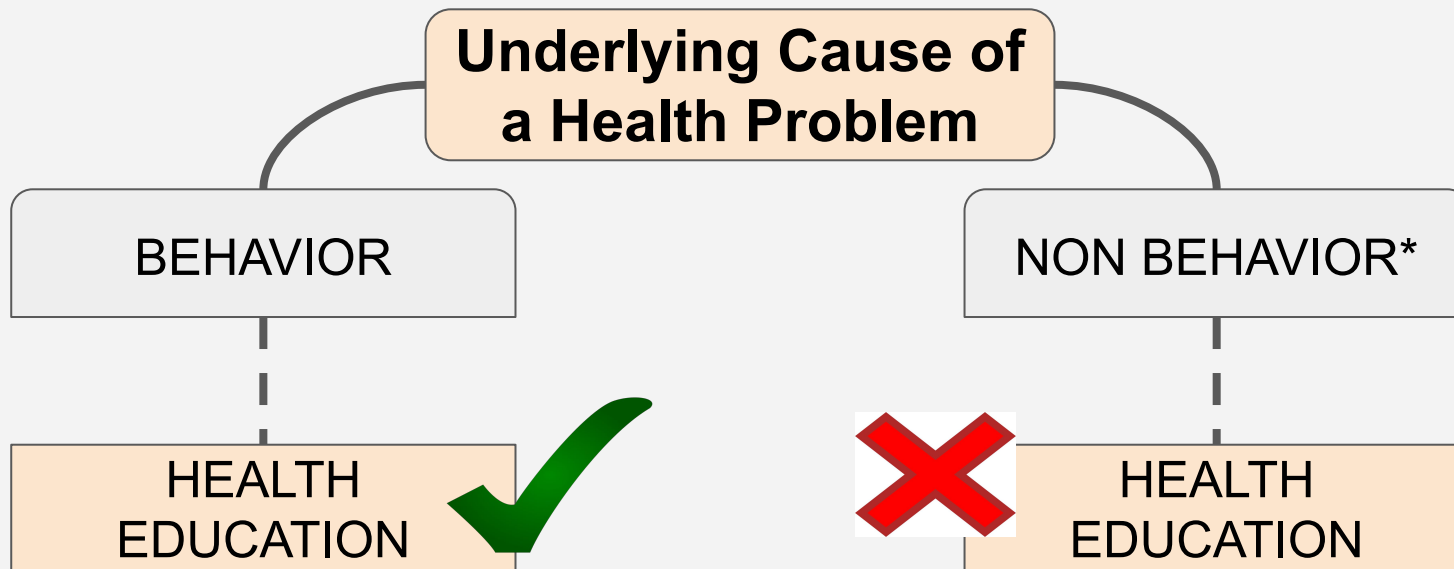 Underlying Cause of
a Health Problem
BEHAVIOR
NON BEHAVIOR*
HEALTH
EDUCATION
HEALTH
EDUCATION